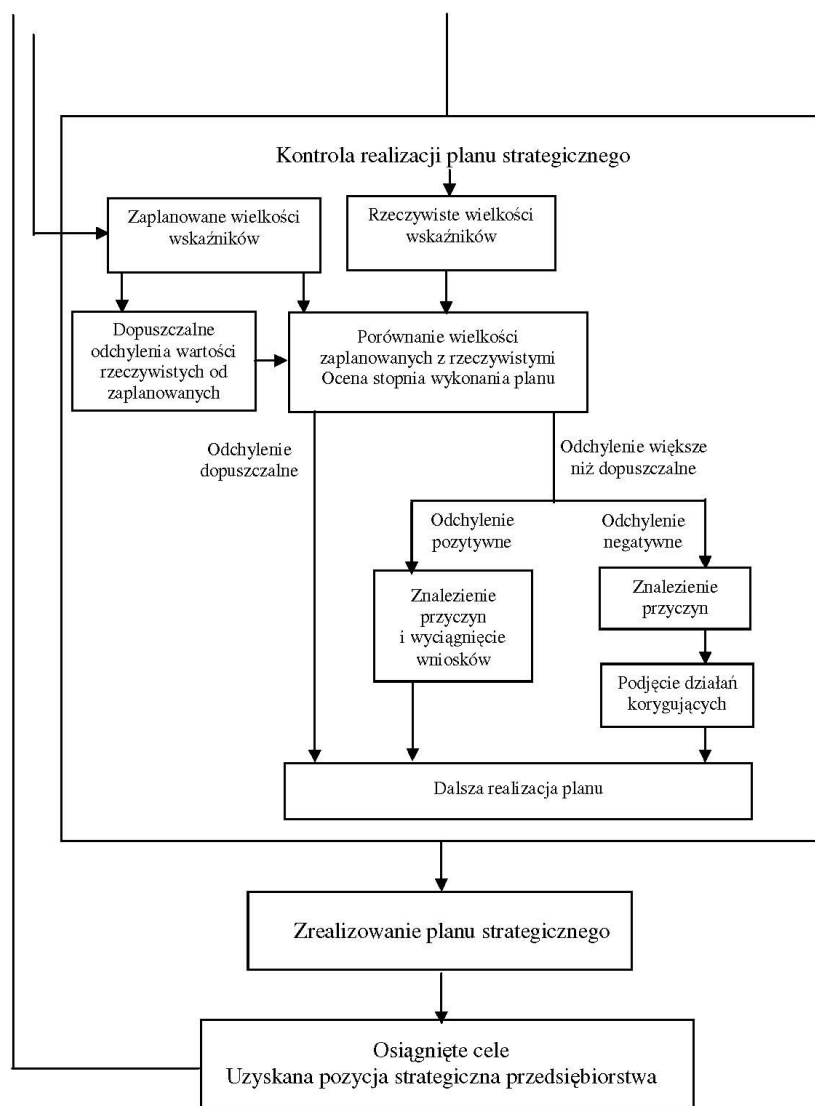 Kontrola realizacji planu strategicznego
Zaplanowane wielkości
wskaźników
Rzeczywiste wielkości
wskaźników
Dopuszczalne
odchylenia wartości
rzeczywistych od
zaplanowanych
Porównanie wielkości
zaplanowanych z rzeczywistymi
Ocena stopnia wykonania planu
Odchylenie
dopuszczalne
Odchylenie większe
niż dopuszczalne
Odchylenie
pozytywne
Odchylenie
negatywne
Znalezienie
przyczyn
i wyciągnięcie
wniosków
Znalezienie
przyczyn
Podjęcie działań
korygujących
Dalsza realizacja planu
Zrealizowanie planu strategicznego
Osiągnięte cele
Uzyskana pozycja strategiczna przedsiębiorstwa